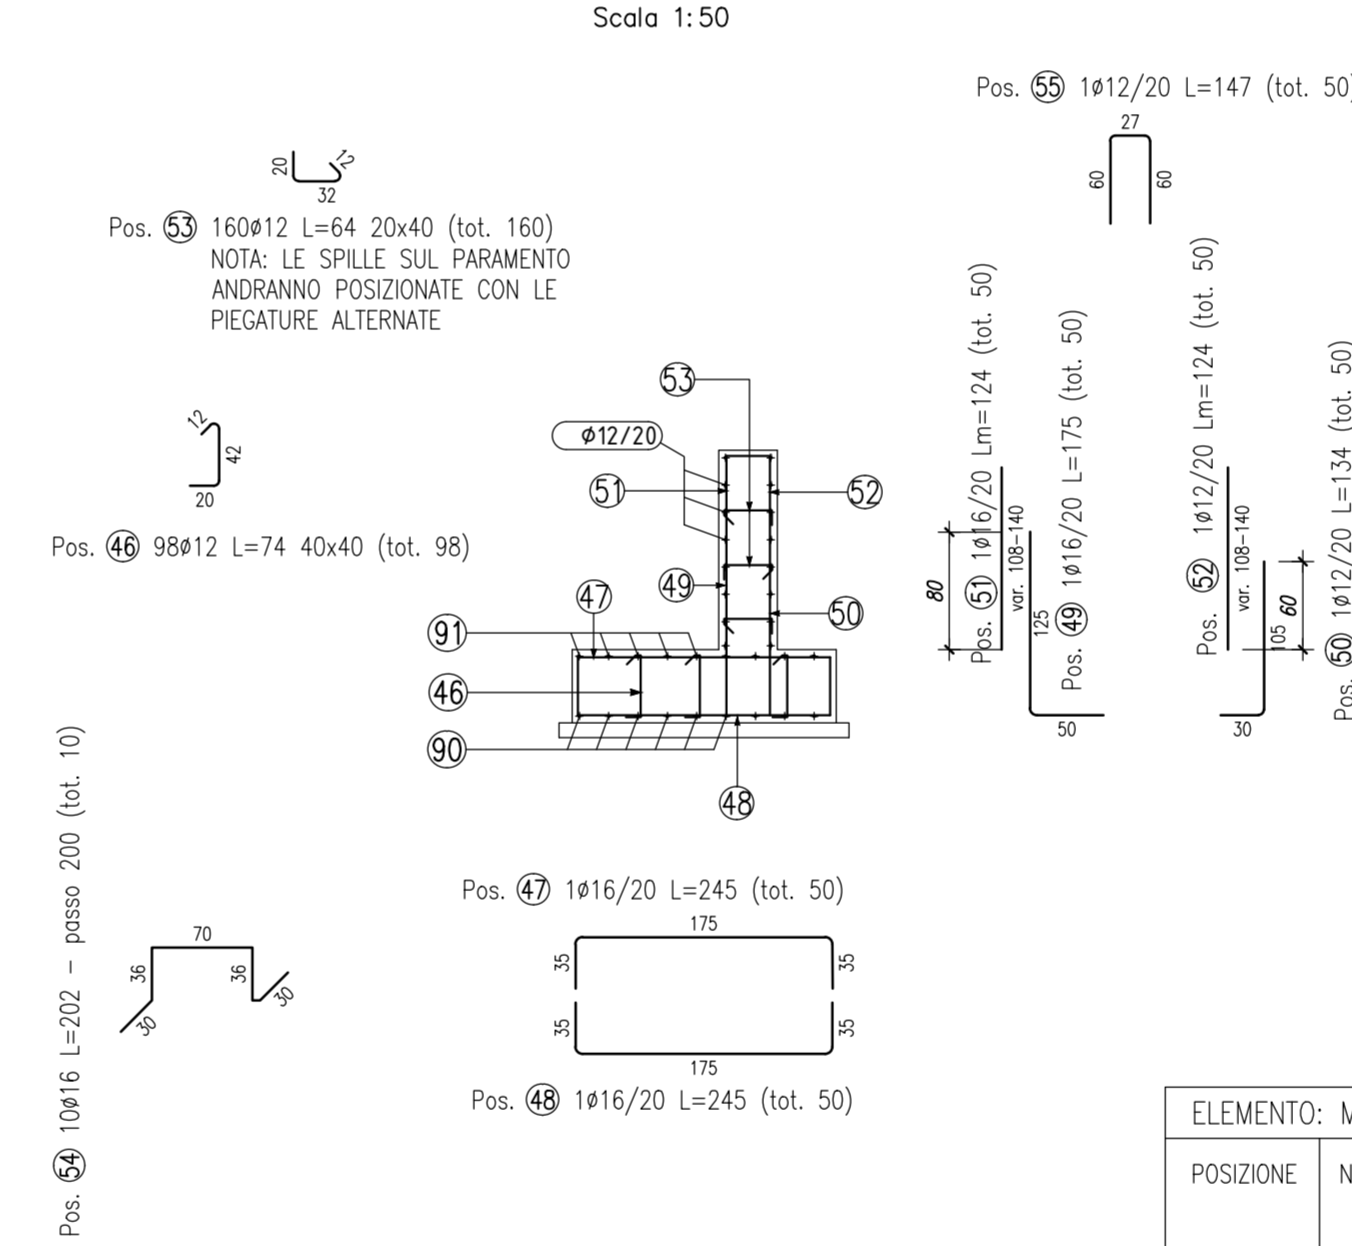 Scala 1:50
Pos. 55 1ø12/20 L=147 (tot. 50)
27
60
60
20
12
32
Pos. 53 160ø12 L=64 20x40 (tot. 160)
NOTA: LE SPILLE SUL PARAMENTO
ANDRANNO POSIZIONATE CON LE
PIEGATURE ALTERNATE
12
42
20
Pos. 46 98ø12 L=74 40x40 (tot. 98)
53
ø12/20
51
52
49
50
47
91
46
90
48
80
Pos. 51 1ø16/20 Lm=124 (tot. 50)
var. 108-140
125
50
Pos. 49 1ø16/20 L=175 (tot. 50)
Pos. 52 1ø12/20 Lm=124 (tot. 50)
var. 108-140
105
60
30
Pos. 50 1ø12/20 L=134 (tot. 50)
Pos. 54 10ø16 L=202 - passo 200 (tot. 10)
70
36
36
30
30
Pos. 47 1ø16/20 L=245 (tot. 50)
175
35
35
35
35
175
Pos. 48 1ø16/20 L=245 (tot. 50)
ELEMENTO:
POSIZIONE